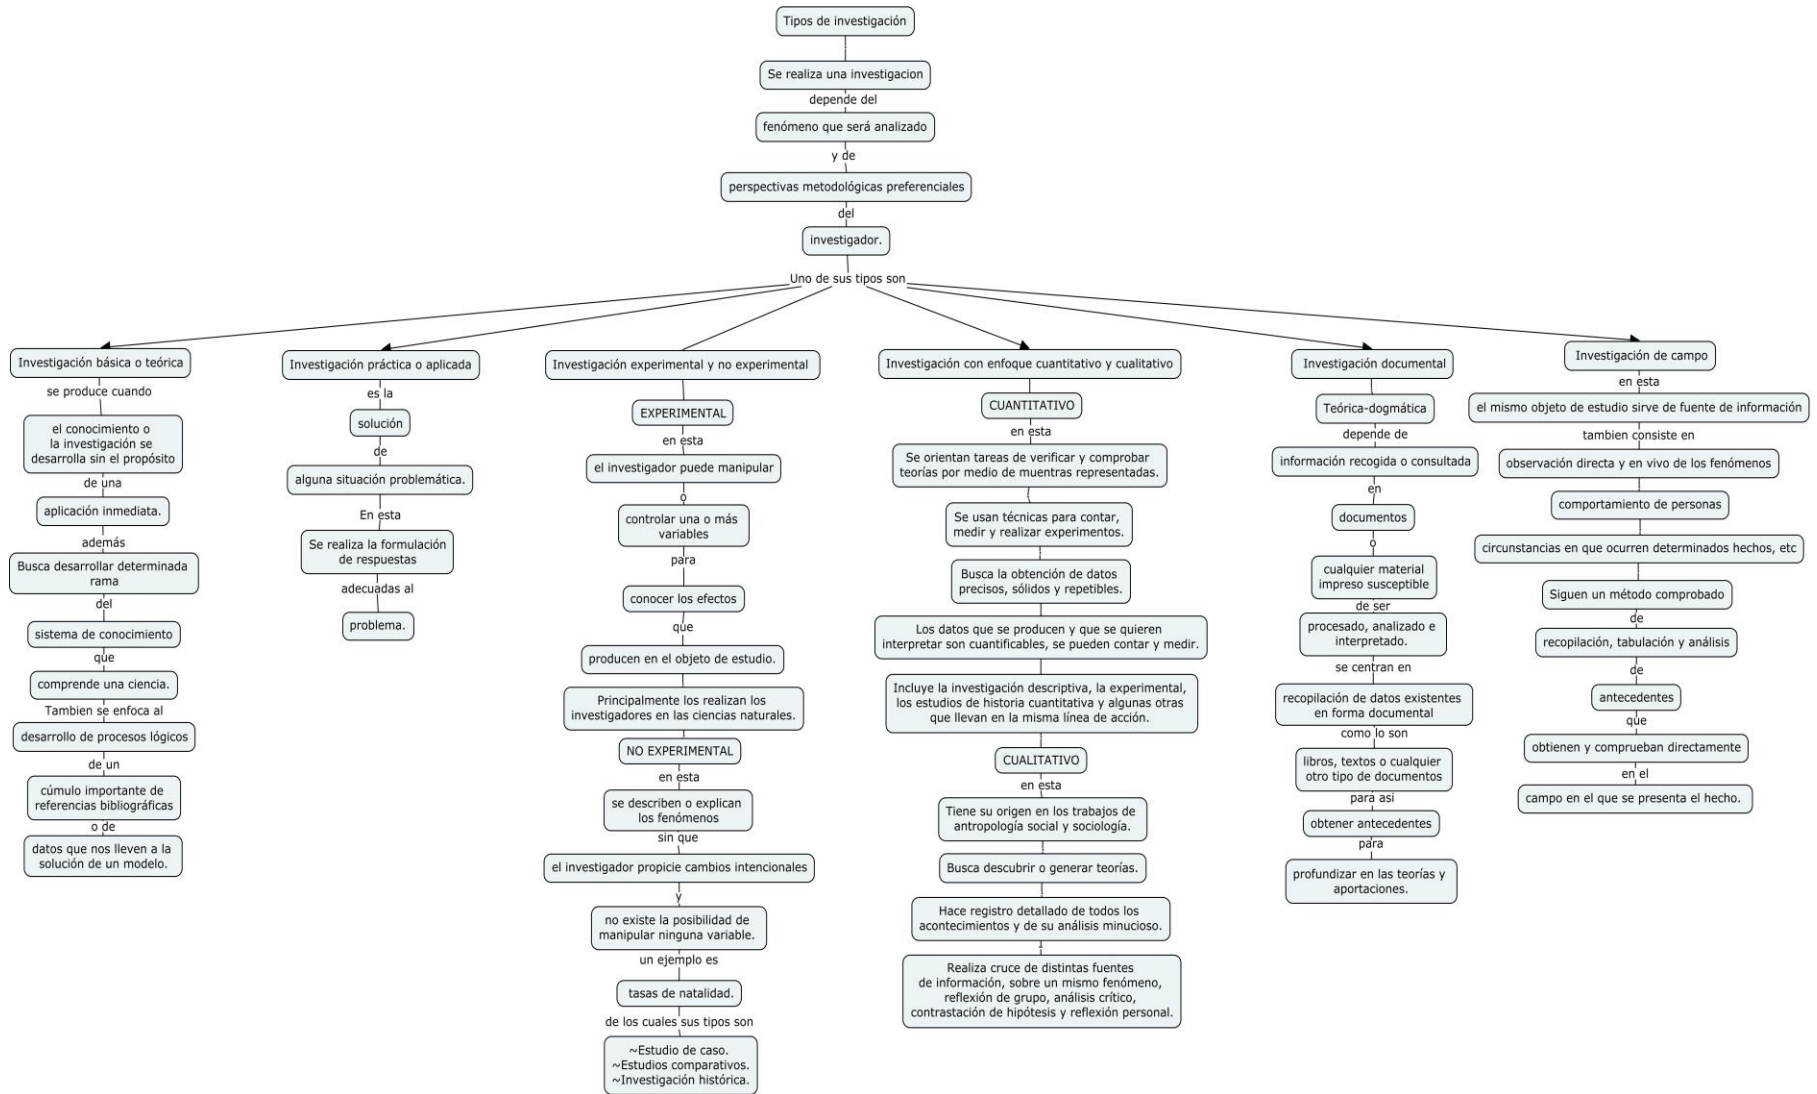 Tipos de investigación
Se realiza una investigacion
depende del
fenómeno que será analizado
y de
perspectivas metodológicas preferenciales
del
investigador.
Uno de sus tipos son
Investigación básica o teórica
se produce cuando
el conocimiento o
la investigación se
desarrolla sin el propósito
de una
aplicación inmediata.
además
Busca desarrollar determinada
rama
del
sistema de conocimiento
que
comprende una ciencia.
Tambien se enfoca al
desarrollo de procesos lógicos
de un
cúmulo importante de
referencias bibliográficas
o de
datos que nos lleven a la
solución de un modelo.
Investigación práctica o aplicada
es la
solución
de
alguna situación problemática.
En esta
Se realiza la formulación
de respuestas
adecuadas al
problema.
Investigación experimental y no experimental
EXPERIMENTAL
en esta
el investigador puede manipular
o
controlar una o más
variables
para
conocer los efectos
que
producen en el objeto de estudio.
Principalmente los realizan los
investigadores en las ciencias naturales.
NO EXPERIMENTAL
en esta
se describen o explican
los fenómenos
sin que
el investigador propicie cambios intencionales
y
no existe la posibilidad de
manipular ninguna variable.
un ejemplo es
tasas de natalidad.
de los cuales sus tipos son
~Estudio de caso.
~Estudios comparativos.
~Investigación histórica.
Investigación con enfoque cuantitativo y cualitativo
CUANTITATIVO
en esta
Se orientan tareas de verificar y comprobar
teorías por medio de muentras representadas.
Se usan técnicas para contar,
medir y realizar experimentos.
Busca la obtención de datos
precisos, sólidos y repetibles.
Los datos que se producen y que se quieren
interpretar son cuantificables, se pueden contar y medir.
Incluye la investigación descriptiva, la experimental,
los estudios de historia cuantitativa y algunas otras
que llevan en la misma línea de acción.
CUALITATIVO
en esta
Tiene su origen en los trabajos de
antropología social y sociología.
Busca descubrir o generar teorías.
Hace registro detallado de todos los
acontecimientos y de su análisis minucioso.
Realiza cruce de distintas fuentes
de información, sobre un mismo fenómeno,
reflexión de grupo, análisis crítico,
contrastación de hipótesis y reflexión personal.
Investigación documental
Teórica-dogmática
depende de
información recogida o consultada
en
documentos
o
cualquier material
impreso susceptible
de ser
procesado, analizado e
interpretado.
se centran en
recopilación de datos existentes
en forma documental
como lo son
libros, textos o cualquier
otro tipo de documentos
para asi
obtener antecedentes
para
profundizar en las teorías y
aportaciones.
Investigación de campo
en esta
el mismo objeto de estudio sirve de fuente de información
tambien consiste en
observación directa y en vivo de los fenómenos
comportamiento de personas
circunstancias en que ocurren determinados hechos, etc
Siguen un método comprobado
de
recopilación, tabulación y análisis
de
antecedentes
que
obtienen y comprueban directamente
en el
campo en el que se presenta el hecho.